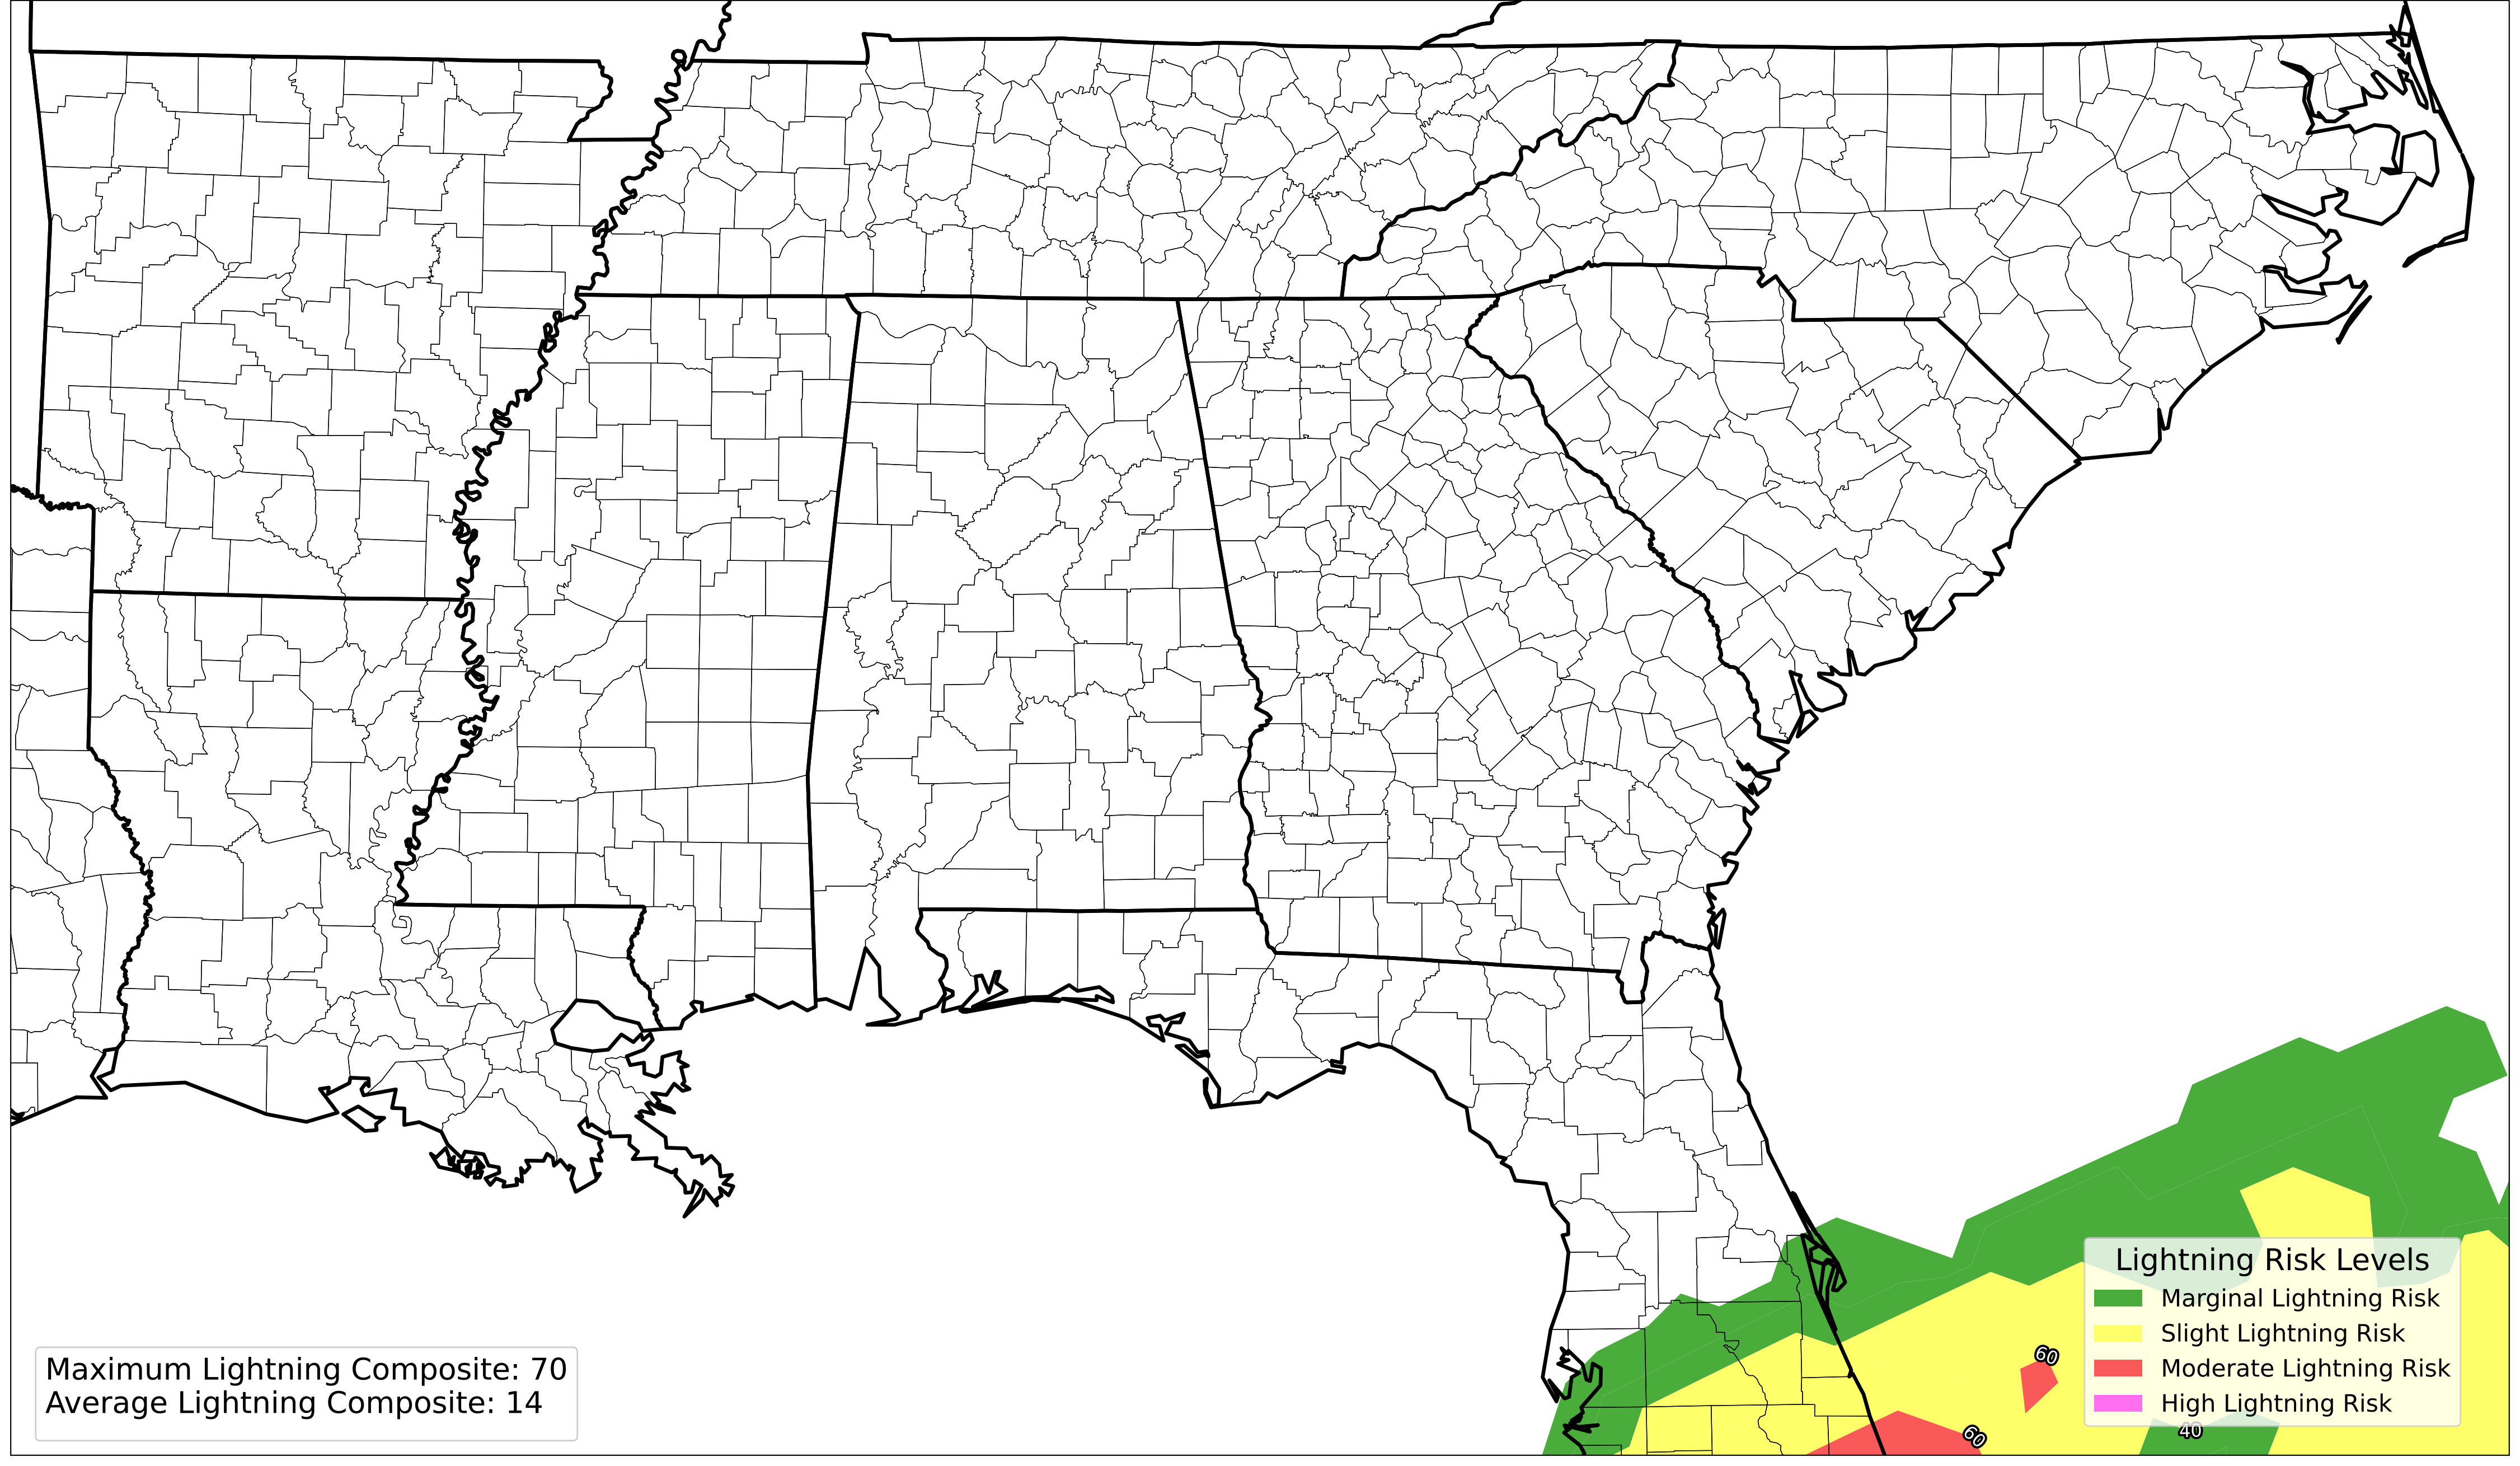 Lightning Risk Levels
Marginal Lightning Risk
Slight Lightning Risk
Moderate Lightning Risk
High Lightning Risk
60
60
40
Maximum Lightning Composite: 70
Average Lightning Composite: 14